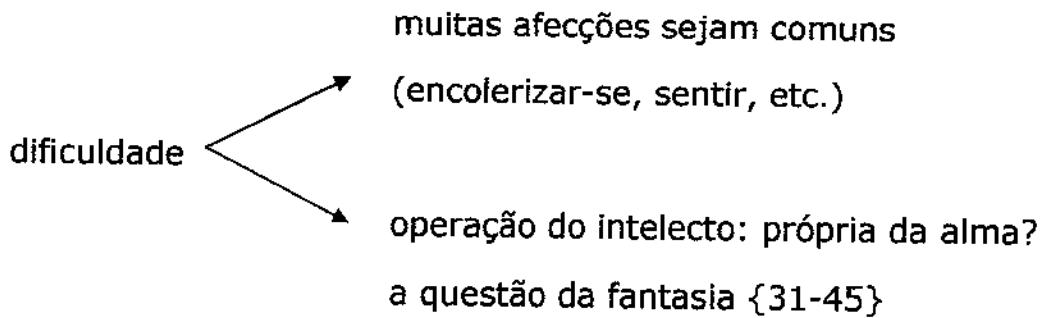 muitas afecções sejam comuns
(encolerizar-se, sentir, etc.)
dificuldade
operação do intelecto: própria da alma?
a questão da fantasia {31-45}